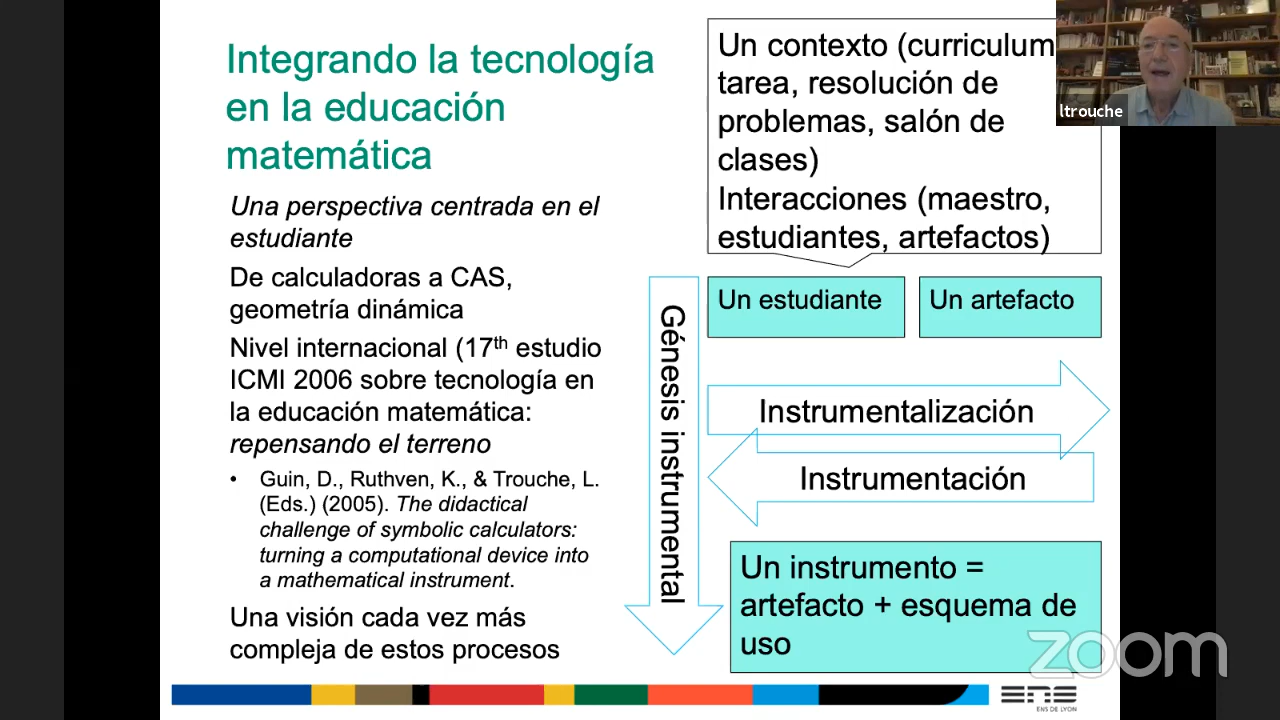 Integrando la tecnología
en la educación
matemática
Una perspectiva centrada en el
estudiante
De calculadoras a CAS,
geometría dinámica
Nivel internacional (17th estudio
ICMI 2006 sobre tecnología en
la educación matemática:
repensando el terreno
• Guin, D., Ruthven, K., & Trouche, L.
(Eds.) (2005). The didactical
challenge of symbolic calculators:
turning a computational device into
a mathematical instrument.
Una visión cada vez más
compleja de estos procesos
Un contexto (curriculum
tarea, resolución de
problemas, salón de
clases)
Interacciones (maestro,
estudiantes, artefactos)
ltrouche
Un estudiante
Un artefacto
Génesis instrumental
Instrumentalización
Instrumentación
Un instrumento =
artefacto + esquema de
uso
zoom
ENS
ENS DE LYON